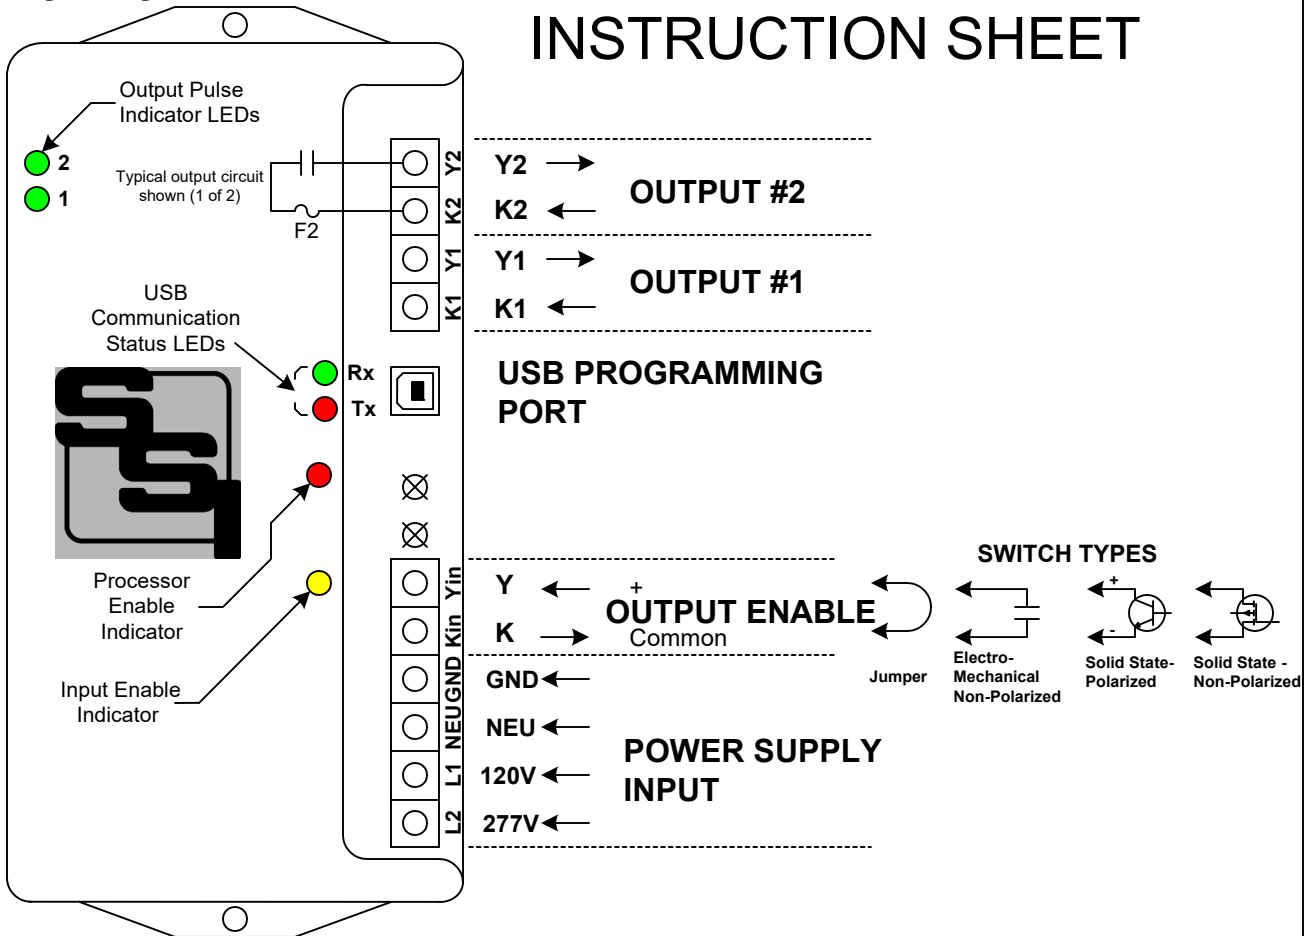 INSTRUCTION SHEET
Output Pulse
Indicator LEDs
2
1
Typical output circuit
shown (1 of 2)
F2
Y2
K2
Y1
K1
Y2
K2
OUTPUT #2
Y1
K1
OUTPUT #1
USB
Communication
Status LEDs
Rx
Tx
USB PROGRAMMING
PORT
SSI
Processor
Enable
Indicator
Input Enable
Indicator
Yin
Kin
GND
NEU
L1
L2
Y
+
OUTPUT ENABLE
K
Common
GND
NEU
120V
277V
POWER SUPPLY
INPUT
SWITCH TYPES
+
-
Jumper
Electro-
Mechanical
Non-Polarized
Solid State-
Polarized
Solid State -
Non-Polarized